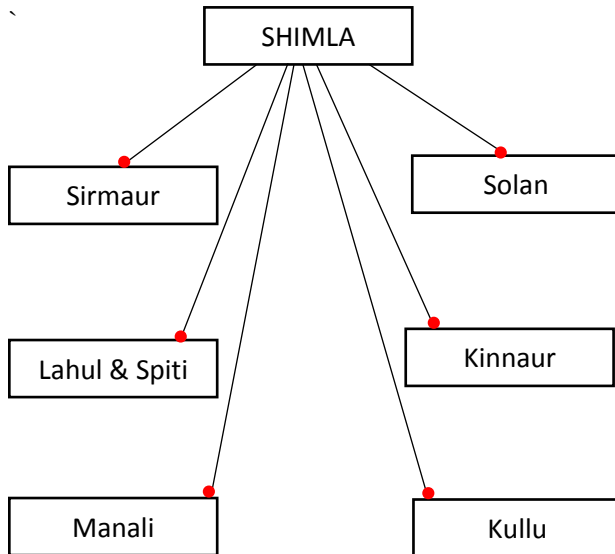 `
SHIMLA
Sirmaur
Solan
Lahul & Spiti
Kinnaur
Manali
Kullu